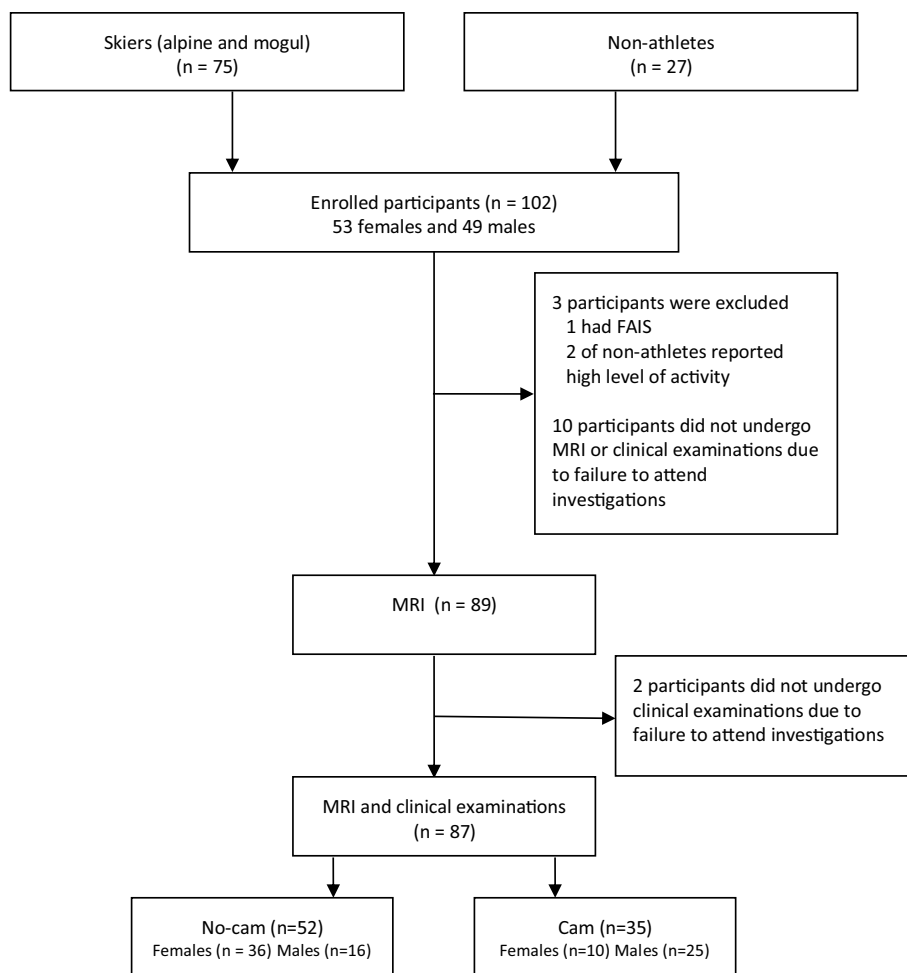 Skiers (alpine and mogul)
(n = 75)
Non-athletes
(n = 27)
Enrolled participants (n = 102)
53 females and 49 males
3 participants were excluded
1 had FAIS
2 of non-athletes reported
high level of activity
10 participants did not undergo
MRI or clinical examinations due
to failure to attend
investigations
MRI (n = 89)
2 participants did not undergo
clinical examinations due to
failure to attend investigations
MRI and clinical examinations
(n = 87)
No-cam (n=52)
Females (n = 36) Males (n=16)
Cam (n=35)
Females (n=10) Males (n=25)